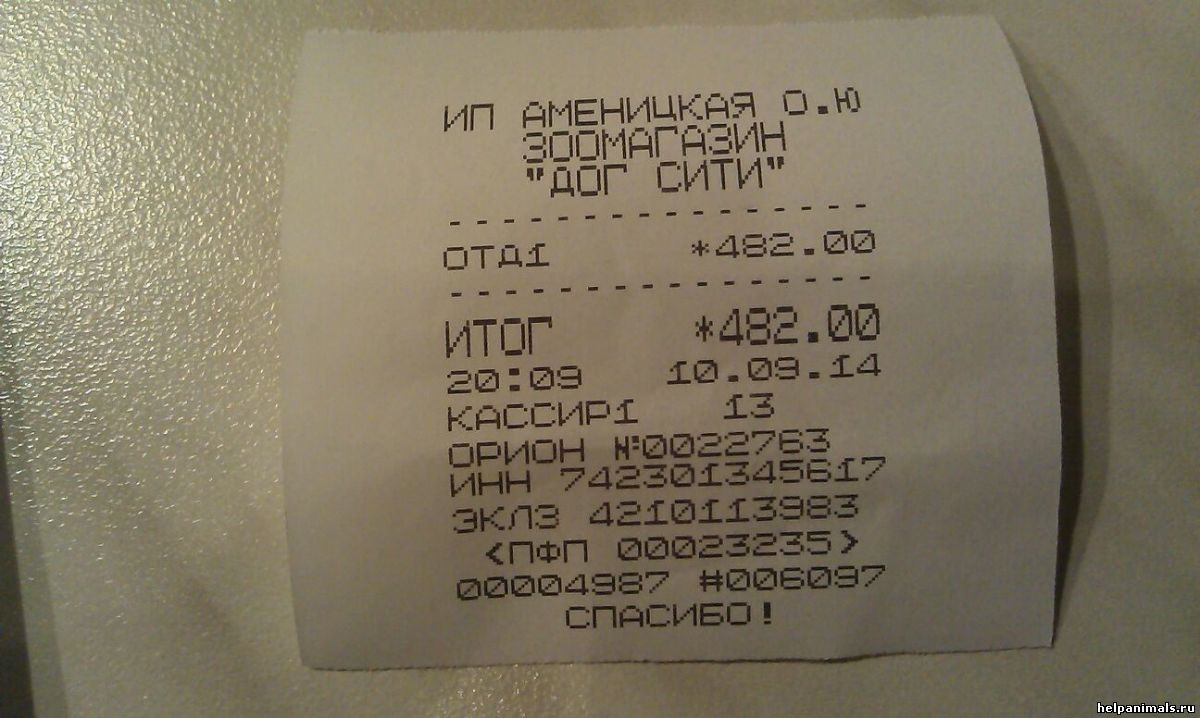 ИП АМЕНИЦКАЯ О.Ю
ЗООМАГАЗИН
"ДОГ СИТИ"
- - - - - - - - - - - - - - - -
ОТД1 *482.00
- - - - - - - - - - - - - - - -
ИТОГ *482.00
20:09 10.09.14
КАССИР1 13
ОРИОН №0022763
ИНН 742301345617
ЭКЛЗ 4210113983
<ПФП 00023235>
00004987 #006097
СПАСИБО!
helpanimals.ru